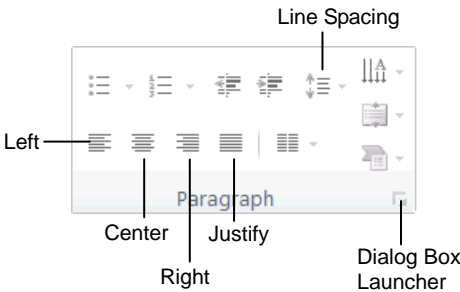 Line Spacing
Left
Paragraph
Center
Justify
Right
Dialog Box
Launcher